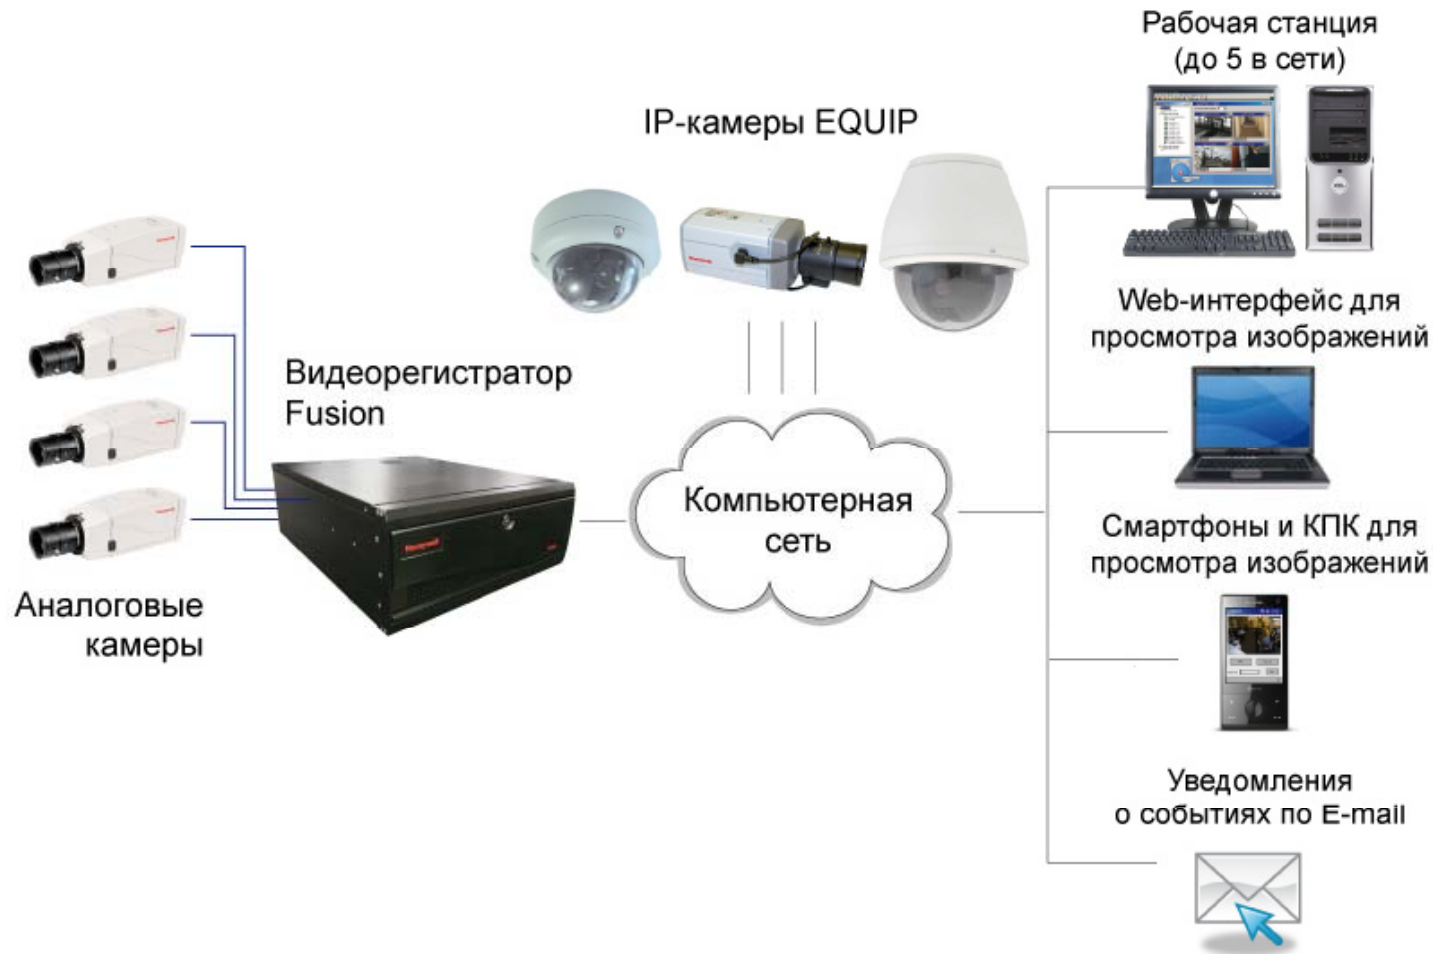 Рабочая станция
(до 5 в сети)
IP-камеры EQUIP
Web-интерфейс для
просмотра изображений
Видеорегистратор
Fusion
Компьютерная
сеть
Смартфоны и КПК для
просмотра изображений
Аналоговые
камеры
Honeywell
Уведомления
о событиях по E-mail